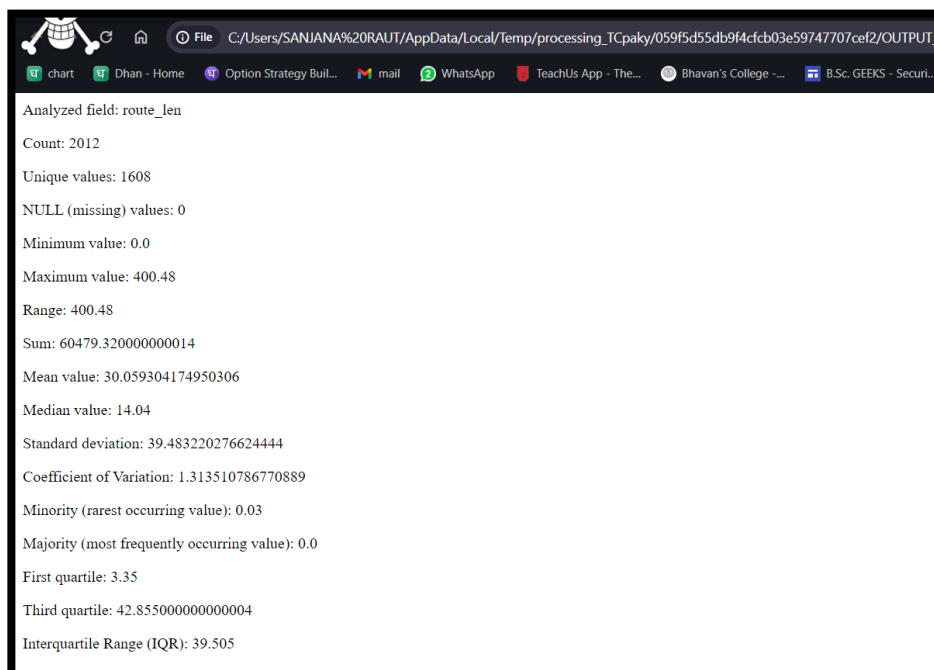 File C:/Users/SANJANA%20RAUT/AppData/Local/Temp/processing_TCpaky/059f5d55db9f4cfcb03e59747707cef2/OUTPUT_
धं chart धं Dhan - Home Option Strategy Buil... mail 2 WhatsApp TeachUs App - The... Bhavan's College -... B.Sc. GEEKS - Securi...
Analyzed field: route_len
Count: 2012
Unique values: 1608
NULL (missing) values: 0
Minimum value: 0.0
Maximum value: 400.48
Range: 400.48
Sum: 60479.320000000014
Mean value: 30.059304174950306
Median value: 14.04
Standard deviation: 39.483220276624444
Coefficient of Variation: 1.313510786770889
Minority (rarest occurring value): 0.03
Majority (most frequently occurring value): 0.0
First quartile: 3.35
Third quartile: 42.855000000000004
Interquartile Range (IQR): 39.505